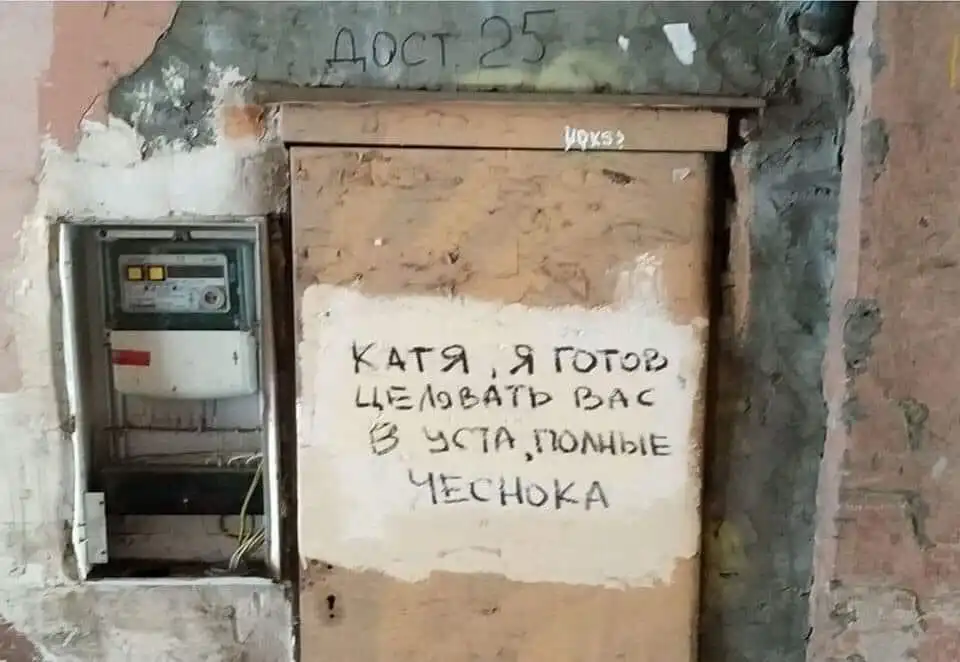 ДОСТ. 25
КАТЯ, Я ГОТОВ
ЦЕЛОВАТЬ ВАС
В УСТА, ПОЛНЫЕ
ЧЕСНОКА